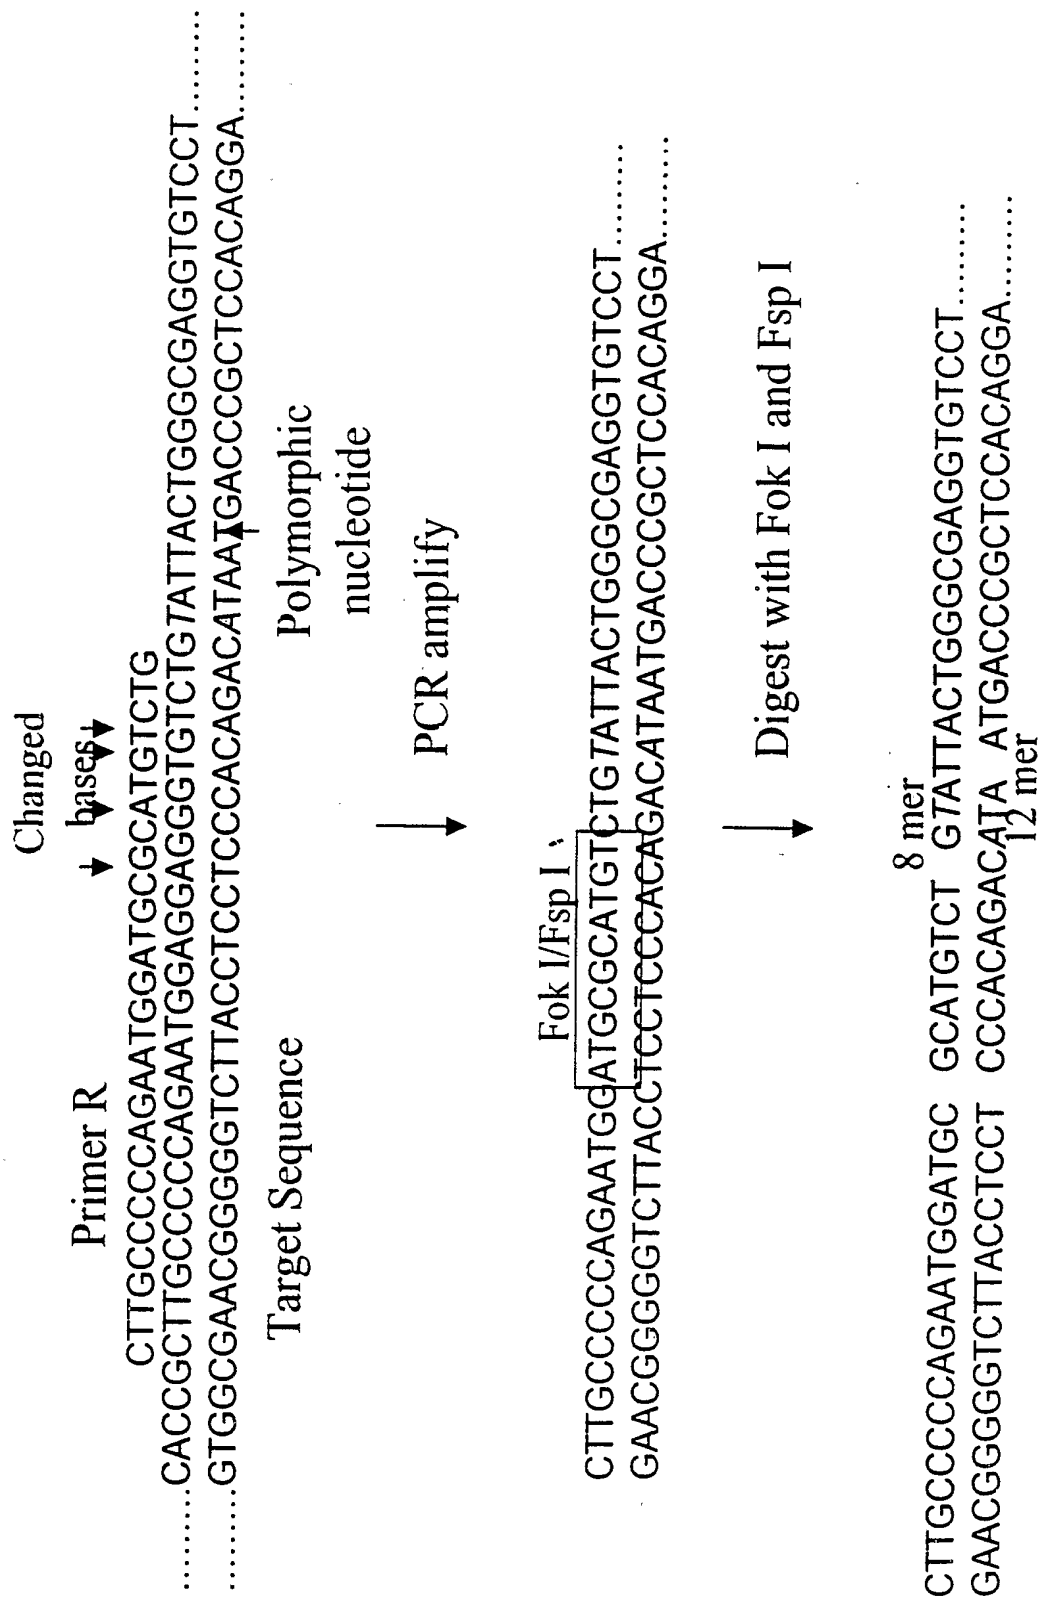 Changed
bases
Primer R
CTTGCCCCCAGAATGGATGCGCATGTCTG
.........CACCGCTTGCCCCCAGAATGGAGGAGGGTGTCTGTATTACTGGGCGAGGTGTCCT.........
.........GTGGCGAACGGGGGTCTTACCTCCTCCCACAGACATAATGACCCGCTCCACAGGA.........
Target Sequence
Polymorphic
nucleotide
PCR amplify
Fok I/Fsp I
CTTGCCCCCAGAATGGATGCGCATGTCTGTATTACTGGGCGAGGTGTCCT.........
GAACGGGGGTCTTACCTCCTCCCACAGACATAATGACCCGCTCCACAGGA.........
Digest with Fok I and Fsp I
8 mer
CTTGCCCCCAGAATGGATGC GCATGTCT GTATTACTGGGCGAGGTGTCCT.........
GAACGGGGGTCTTACCTCCT CCCACAGACATA ATGACCCGCTCCACAGGA.........
12 mer